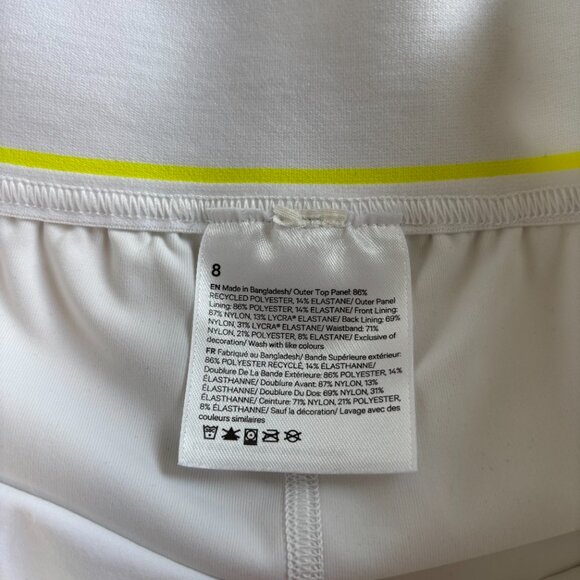 8
EN Made in Bangladesh/ Outer Top Panel: 86%
RECYCLED POLYESTER, 14% ELASTANE/ Outer Panel
Lining: 86% POLYESTER, 14% ELASTANE/ Front Lining:
87% NYLON, 13% LYCRA® ELASTANE/ Back Lining: 69%
NYLON, 31% LYCRA® ELASTANE/ Waistband: 71%
NYLON, 21% POLYESTER, 8% ELASTANE/ Exclusive of
decoration/ Wash with like colours
FR Fabriqué au Bangladesh/ Bande Supérieure extérieur:
86% POLYESTER RECYCLÉ, 14% ÉLASTHANNE/
Doublure De La Bande Extérieure: 86% POLYESTER, 14%
ÉLASTHANNE/ Doublure Avant: 87% NYLON, 13%
ÉLASTHANNE/ Doublure Du Dos: 69% NYLON, 31%
ÉLASTHANNE/ Ceinture: 71% NYLON, 21% POLYESTER,
8% ÉLASTHANNE/ Sauf la décoration/ Lavage avec des
couleurs similaires